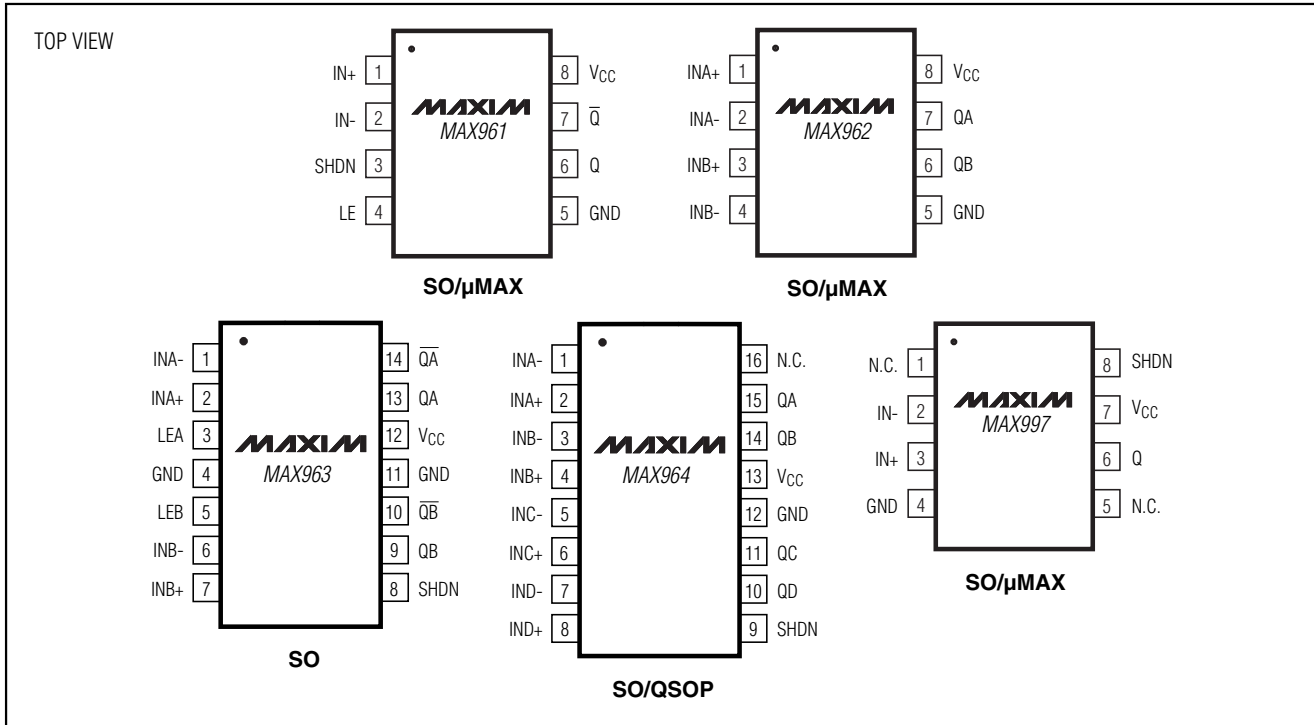 TOP VIEW
IN+ 1
IN- 2
SHDN 3
LE 4
MAXIM
MAX961
8 VCC
7 Q̅
6 Q
5 GND
SO/µMAX
INA+ 1
INA- 2
INB+ 3
INB- 4
MAXIM
MAX962
8 VCC
7 QA
6 QB
5 GND
SO/µMAX
INA- 1
INA+ 2
LEA 3
GND 4
LEB 5
INB- 6
INB+ 7
MAXIM
MAX963
14 Q̅A̅
13 QA
12 VCC
11 GND
10 Q̅B̅
9 QB
8 SHDN
SO
INA- 1
INA+ 2
INB- 3
INB+ 4
INC- 5
INC+ 6
IND- 7
IND+ 8
MAXIM
MAX964
16 N.C.
15 QA
14 QB
13 VCC
12 GND
11 QC
10 QD
9 SHDN
SO/QSOP
N.C. 1
IN- 2
IN+ 3
GND 4
MAXIM
MAX997
8 SHDN
7 VCC
6 Q
5 N.C.
SO/µMAX